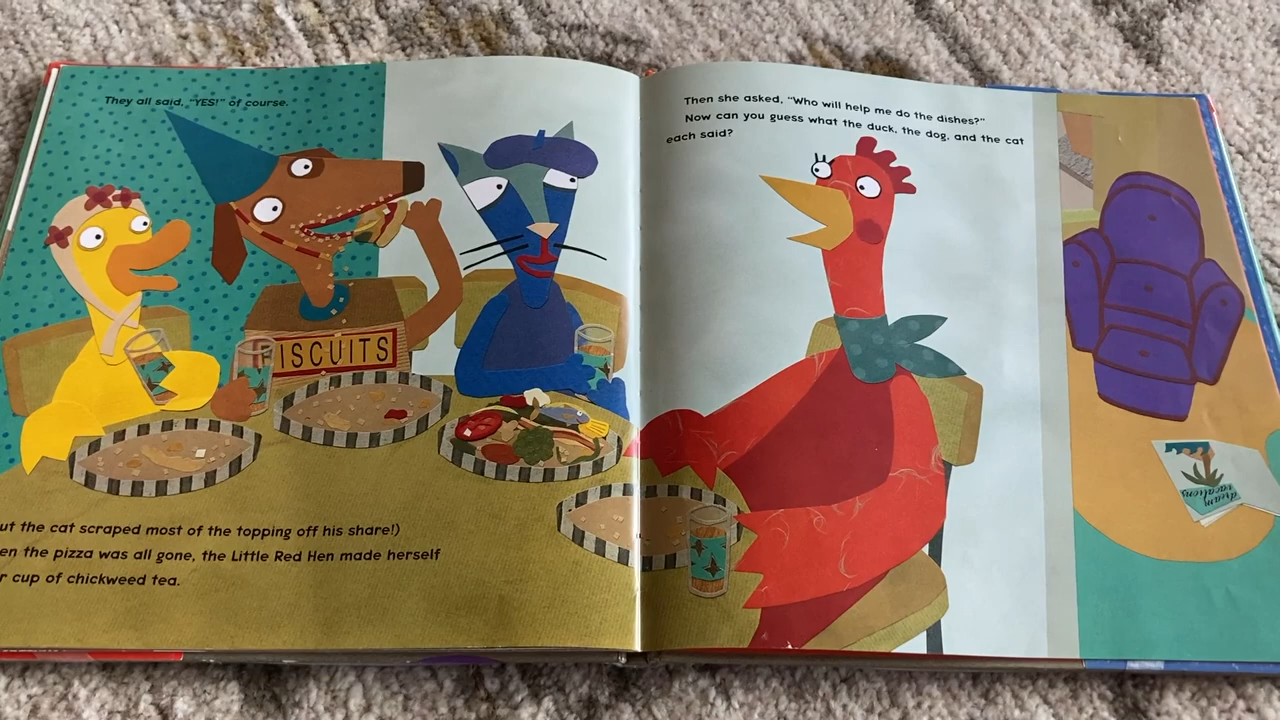 They all said, "YES!" of course.
BISCUITS
ut the cat scraped most of the topping off his share!)
en the pizza was all gone, the Little Red Hen made herself
r cup of chickweed tea.
Then she asked, "Who will help me do the dishes?"
Now can you guess what the duck, the dog, and the cat
each said?
dream
vacations